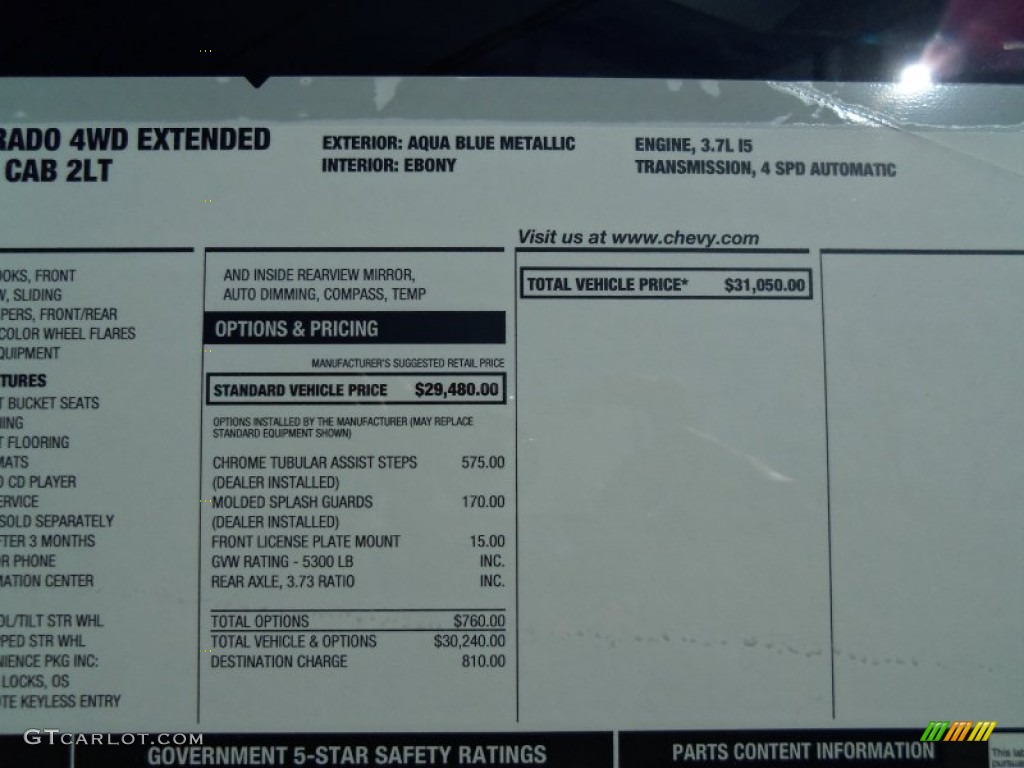 RADO 4WD EXTENDED
CAB 2LT
EXTERIOR: AQUA BLUE METALLIC
INTERIOR: EBONY
ENGINE, 3.7L I5
TRANSMISSION, 4 SPD AUTOMATIC
OOKS, FRONT
W, SLIDING
PERS, FRONT/REAR
COLOR WHEEL FLARES
QUIPMENT
TURES
T BUCKET SEATS
NING
T FLOORING
MATS
D CD PLAYER
ERVICE
SOLD SEPARATELY
FTER 3 MONTHS
R PHONE
MATION CENTER
OL/TILT STR WHL
PPED STR WHL
NIENCE PKG INC:
LOCKS, OS
OTE KEYLESS ENTRY
AND INSIDE REARVIEW MIRROR,
AUTO DIMMING, COMPASS, TEMP
OPTIONS & PRICING
MANUFACTURER'S SUGGESTED RETAIL PRICE
STANDARD VEHICLE PRICE $29,480.00
OPTIONS INSTALLED BY THE MANUFACTURER (MAY REPLACE
STANDARD EQUIPMENT SHOWN)
CHROME TUBULAR ASSIST STEPS 575.00
(DEALER INSTALLED)
MOLDED SPLASH GUARDS 170.00
(DEALER INSTALLED)
FRONT LICENSE PLATE MOUNT 15.00
GVW RATING - 5300 LB INC.
REAR AXLE, 3.73 RATIO INC.
TOTAL OPTIONS $760.00
TOTAL VEHICLE & OPTIONS $30,240.00
DESTINATION CHARGE 810.00
Visit us at www.chevy.com
TOTAL VEHICLE PRICE* $31,050.00
GTCARLOT.COM
GOVERNMENT 5-STAR SAFETY RATINGS
PARTS CONTENT INFORMATION
This lab
pursua